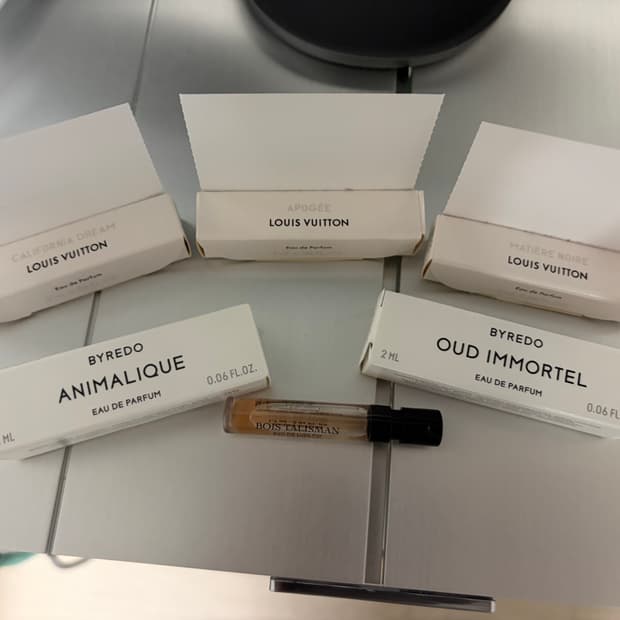 CALIFORNIA DREAM
LOUIS VUITTON
Eau de Parfum
APOGÉE
LOUIS VUITTON
Eau de Parfum
MATIÈRE NOIRE
LOUIS VUITTON
Eau de Parfum
BYREDO
ANIMALIQUE
EAU DE PARFUM
ML
0.06 FL.OZ.
2 ML
BYREDO
OUD IMMORTEL
EAU DE PARFUM
0.06 FL
BOIS TALISMAN